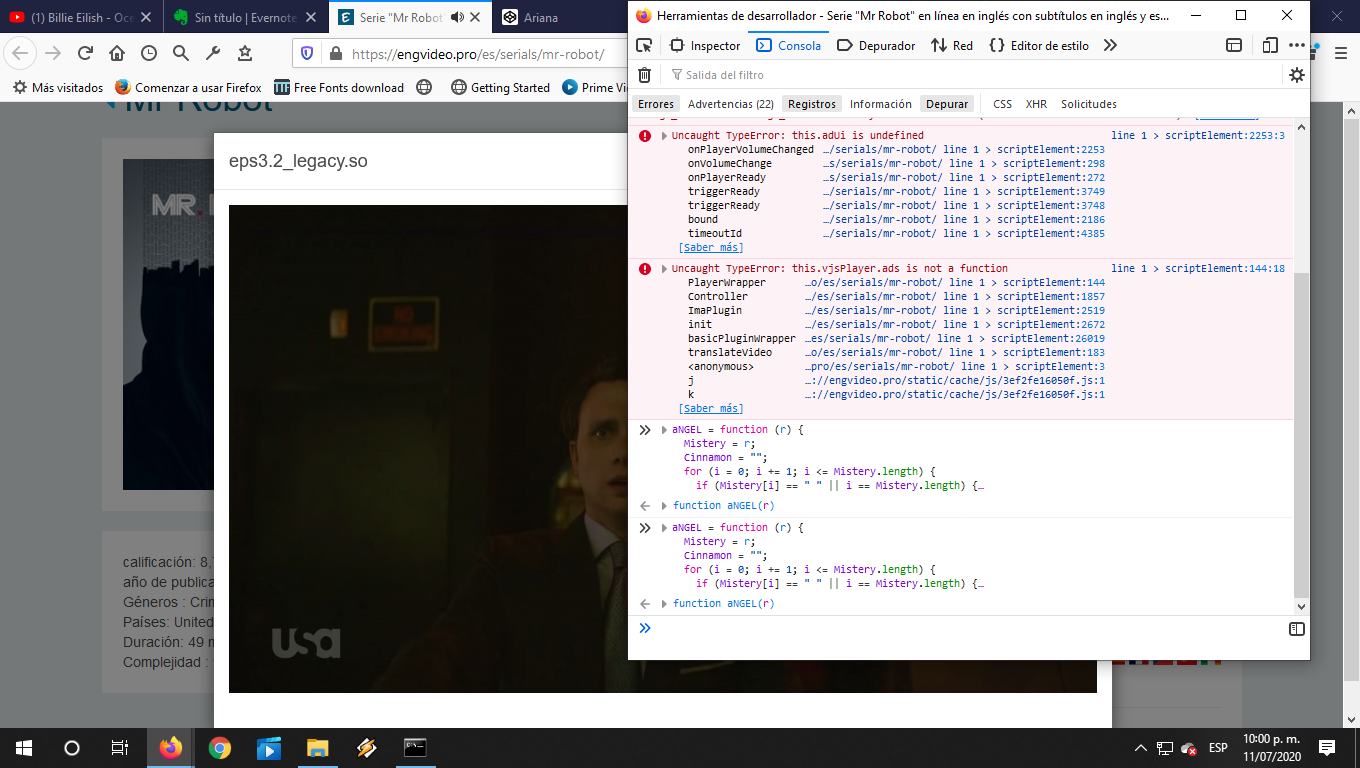 (1) Billie Eilish - Oce
Sin título | Evernote
Serie "Mr Robot"
Ariana
Herramientas de desarrollador - Serie "Mr Robot" en línea en inglés con subtítulos en inglés y es...
https://engvideo.pro/es/serials/mr-robot/
Inspector
Consola
Depurador
Red
Editor de estilo
Más visitados
Comenzar a usar Firefox
Free Fonts download
Getting Started
Prime Vi
Salida del filtro
Errores
Advertencias (22)
Registros
Información
Depurar
CSS
XHR
Solicitudes
Mr Robot
MR.
eps3.2_legacy.so
NO
SMOKING
usa
calificación: 8,
año de publica
Géneros : Crin
Países: United
Duración: 49 m
Complejidad :
Uncaught TypeError: this.adUi is undefined line 1 > scriptElement:2253:3
onPlayerVolumeChanged …/serials/mr-robot/ line 1 > scriptElement:2253
onVolumeChange …s/serials/mr-robot/ line 1 > scriptElement:298
onPlayerReady …s/serials/mr-robot/ line 1 > scriptElement:272
triggerReady …/serials/mr-robot/ line 1 > scriptElement:3749
triggerReady …/serials/mr-robot/ line 1 > scriptElement:3748
bound …/serials/mr-robot/ line 1 > scriptElement:2186
timeoutId …/serials/mr-robot/ line 1 > scriptElement:4385
[Saber más]
Uncaught TypeError: this.vjsPlayer.ads is not a function line 1 > scriptElement:144:18
PlayerWrapper …o/es/serials/mr-robot/ line 1 > scriptElement:144
Controller …/es/serials/mr-robot/ line 1 > scriptElement:1857
ImaPlugin …/es/serials/mr-robot/ line 1 > scriptElement:2519
init …/es/serials/mr-robot/ line 1 > scriptElement:2672
basicPluginWrapper …es/serials/mr-robot/ line 1 > scriptElement:26019
translateVideo …o/es/serials/mr-robot/ line 1 > scriptElement:183
<anonymous> …pro/es/serials/mr-robot/ line 1 > scriptElement:3
j …://engvideo.pro/static/cache/js/3ef2fe16050f.js:1
k …://engvideo.pro/static/cache/js/3ef2fe16050f.js:1
[Saber más]
aNGEL = function (r) {
Mistery = r;
Cinnamon = "";
for (i = 0; i += 1; i <= Mistery.length) {
if (Mistery[i] == " " || i == Mistery.length) {…
function aNGEL(r)
aNGEL = function (r) {
Mistery = r;
Cinnamon = "";
for (i = 0; i += 1; i <= Mistery.length) {
if (Mistery[i] == " " || i == Mistery.length) {…
function aNGEL(r)
ESP
10:00 p. m.
11/07/2020